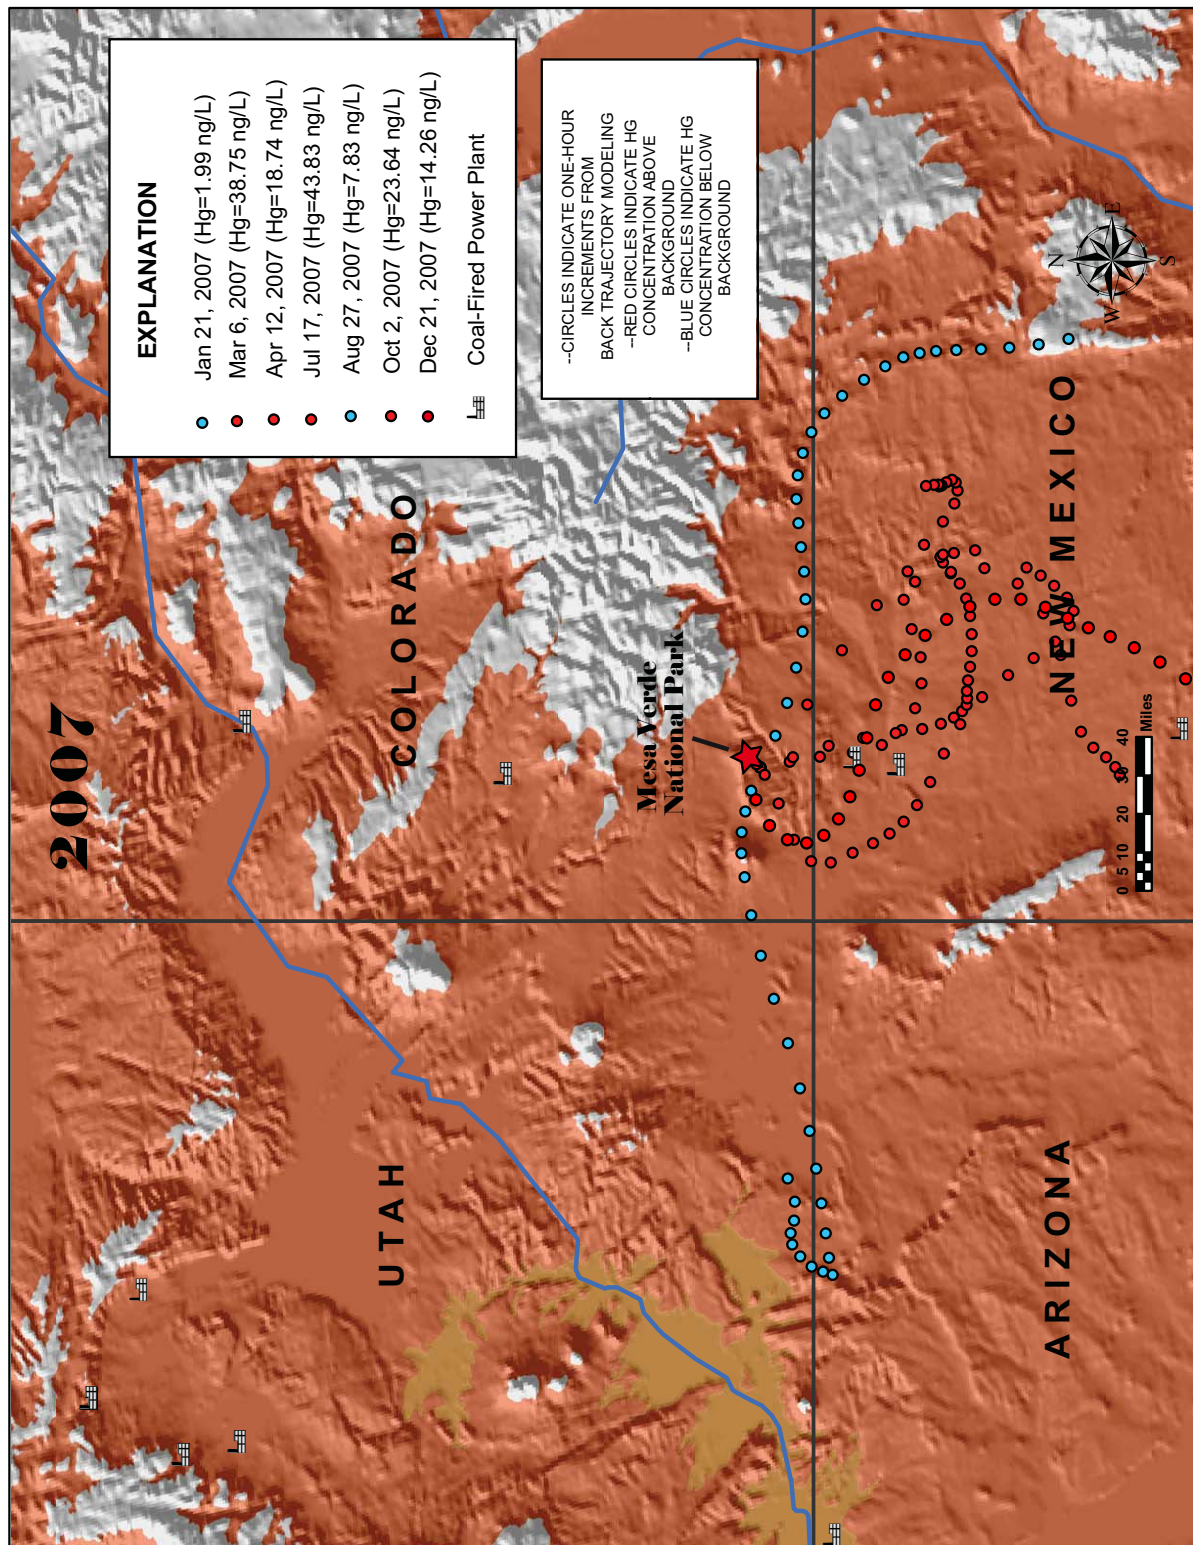 2007
EXPLANATION
Jan 21, 2007 (Hg=1.99 ng/L)
Mar 6, 2007 (Hg=38.75 ng/L)
Apr 12, 2007 (Hg=18.74 ng/L)
Jul 17, 2007 (Hg=43.83 ng/L)
Aug 27, 2007 (Hg=7.83 ng/L)
Oct 2, 2007 (Hg=23.64 ng/L)
Dec 21, 2007 (Hg=14.26 ng/L)
Coal-Fired Power Plant
--CIRCLES INDICATE ONE-HOUR
INCREMENTS FROM
BACK TRAJECTORY MODELING
--RED CIRCLES INDICATE HG
CONCENTRATION ABOVE
BACKGROUND
--BLUE CIRCLES INDICATE HG
CONCENTRATION BELOW
BACKGROUND
UTAH
COLORADO
Mesa Verde
National Park
ARIZONA
NEW MEXICO
N
W
E
S
0 5 10 20 30 40
Miles